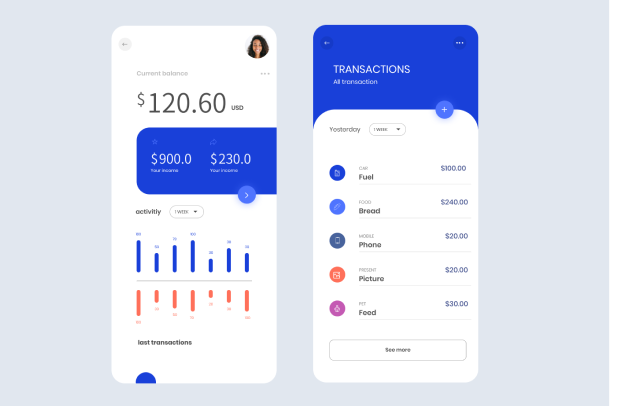 Current balance
$120.60 USD
$900.0
Your Income
$230.0
Your income
activitiy
1 WEEK
last transactions
TRANSACTIONS
All transaction
Yesterday
1 WEEK
CAR
Fuel
$100.00
FOOD
Bread
$240.00
MOBILE
Phone
$20.00
PRESENT
Picture
$20.00
PET
Feed
$30.00
See more